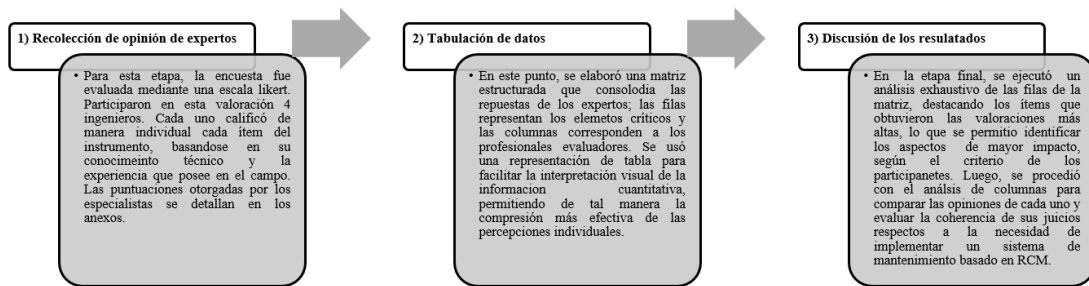 1) Recolección de opinión de expertos
• Para esta etapa, la encuesta fue
evaluada mediante una escala likert.
Participaron en esta valoración 4
ingenieros. Cada uno calificó de
manera individual cada ítem del
instrumento, basandose en su
conocimeinto técnico y la
experiencia que posee en el campo.
Las puntuaciones otorgadas por los
especialistas se detallan en los
anexos.
2) Tabulación de datos
• En este punto, se elaboró una matriz
estructurada que consolodia las
repuestas de los expertos; las filas
representan los elemetos críticos y
las columnas corresponden a los
profesionales evaluadores. Se usó
una representación de tabla para
facilitar la interpretación visual de la
informacion cuantitativa,
permitiendo de tal manera la
compresión más efectiva de las
percepciones individuales.
3) Discusión de los resulatados
• En la etapa final, se ejecutó un
análisis exhaustivo de las filas de la
matriz, destacando los ítems que
obtuvieron las valoraciones más
altas, lo que se permitio identificar
los aspectos de mayor impacto,
según el criterio de los
participanetes. Luego, se procedió
con el análsis de columnas para
comparar las opiniones de cada uno y
evaluar la coherencia de sus juicios
respectos a la necesidad de
implementar un sistema de
mantenimiento basado en RCM.